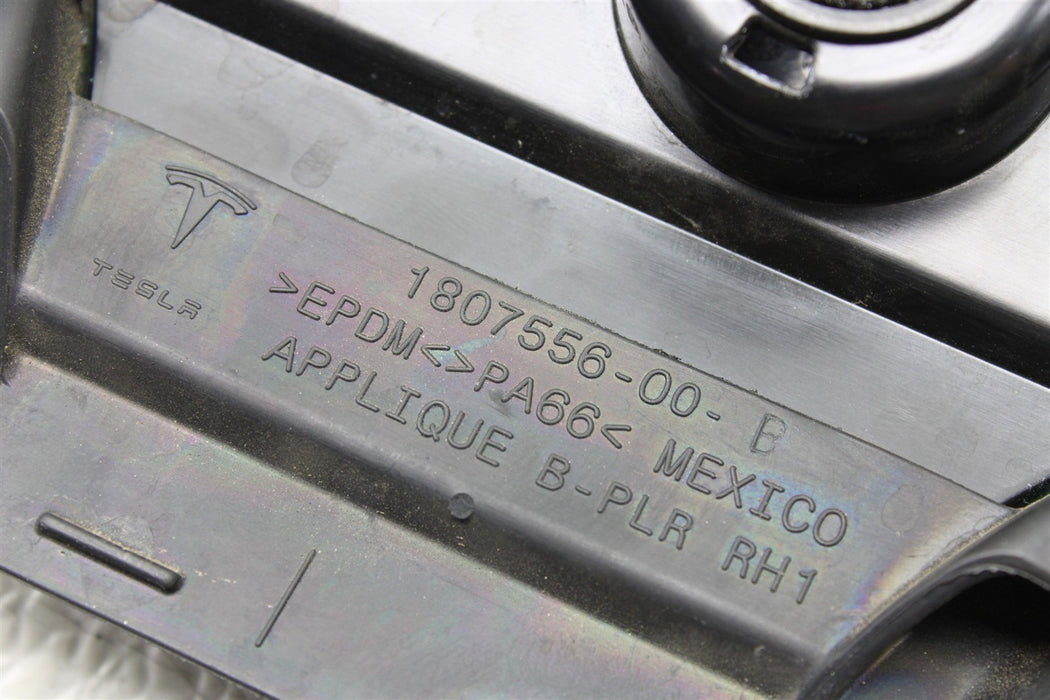 TESLA
1807556-00- B
>EPDM<>PA66< MEXICO
APPLIQUE B-PLR RH1